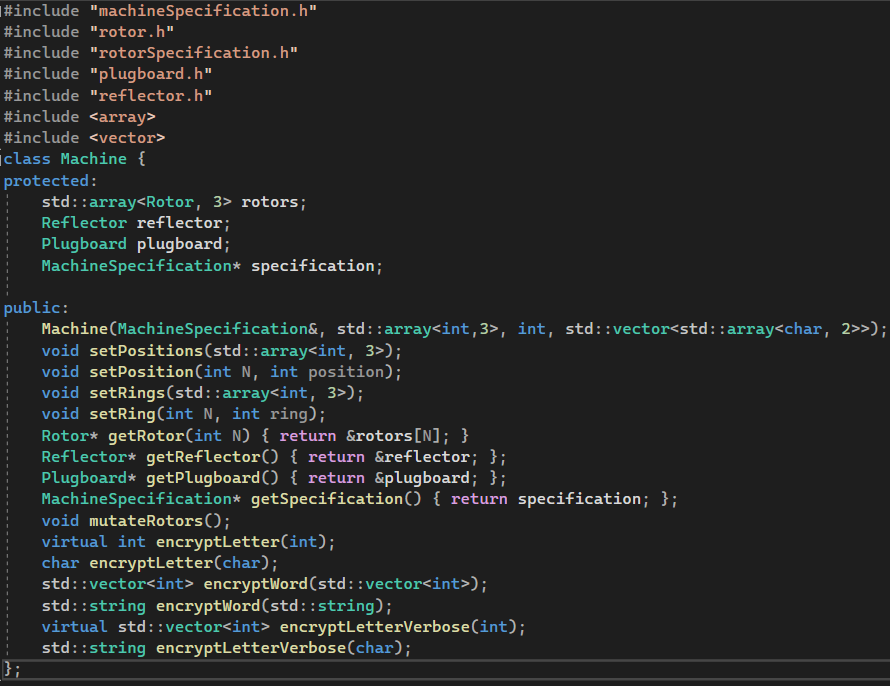 #include "machineSpecification.h"
#include "rotor.h"
#include "rotorSpecification.h"
#include "plugboard.h"
#include "reflector.h"
#include <array>
#include <vector>
class Machine {
protected:
    std::array<Rotor, 3> rotors;
    Reflector reflector;
    Plugboard plugboard;
    MachineSpecification* specification;

public:
    Machine(MachineSpecification&, std::array<int,3>, int, std::vector<std::array<char, 2>>);
    void setPositions(std::array<int, 3>);
    void setPosition(int N, int position);
    void setRings(std::array<int, 3>);
    void setRing(int N, int ring);
    Rotor* getRotor(int N) { return &rotors[N]; }
    Reflector* getReflector() { return &reflector; };
    Plugboard* getPlugboard() { return &plugboard; };
    MachineSpecification* getSpecification() { return specification; };
    void mutateRotors();
    virtual int encryptLetter(int);
    char encryptLetter(char);
    std::vector<int> encryptWord(std::vector<int>);
    std::string encryptWord(std::string);
    virtual std::vector<int> encryptLetterVerbose(int);
    std::string encryptLetterVerbose(char);
};